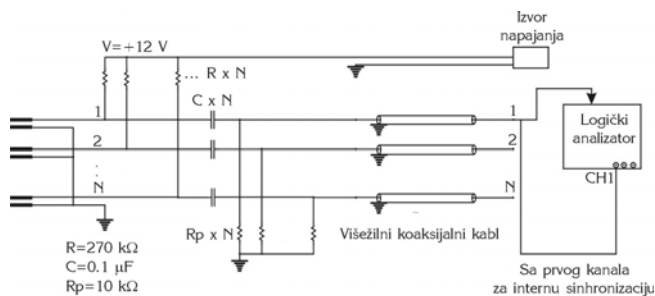 Izvor
napajanja
V=+12 V
... R x N
C x N
1
1
Logički
analizator
2
2
:
N
N
CH1
Rp x N
Višežilni koaksijalni kabl
R=270 kΩ
C=0.1 μF
Rp=10 kΩ
Sa prvog kanala
za internu sinhronizaciju